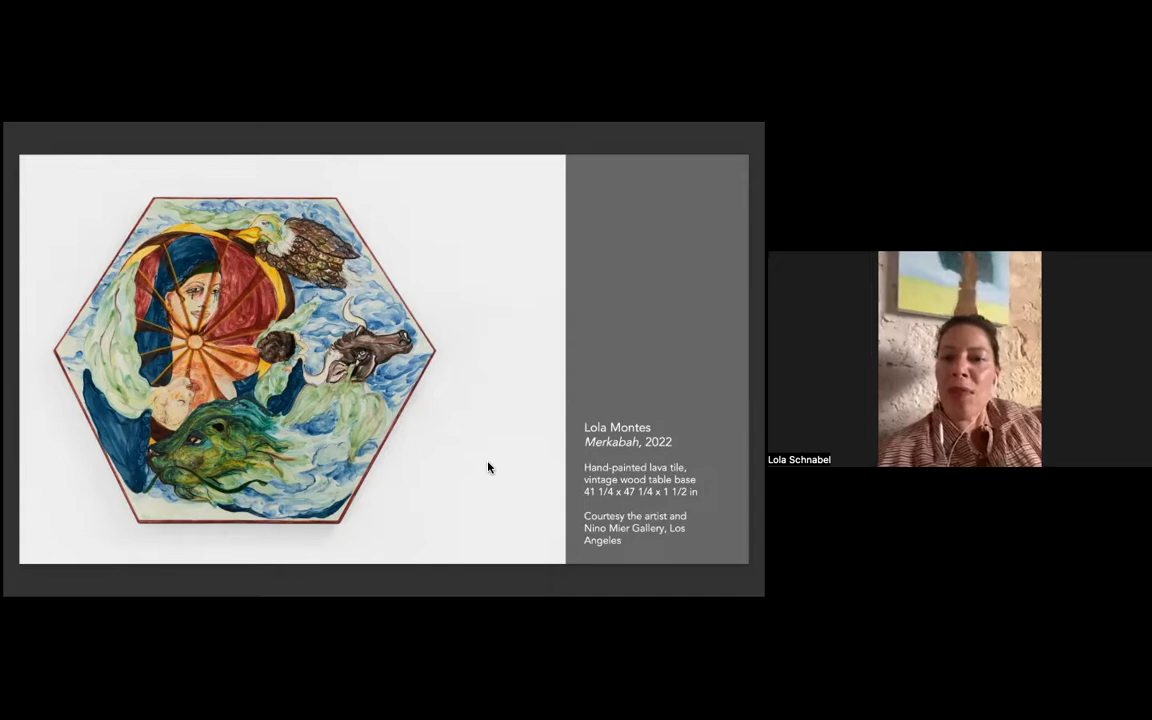 Lola Montes
Merkabah, 2022
Hand-painted lava tile,
vintage wood table base
41 1/4 x 47 1/4 x 1 1/2 in
Courtesy the artist and
Nino Mier Gallery, Los
Angeles
Lola Schnabel